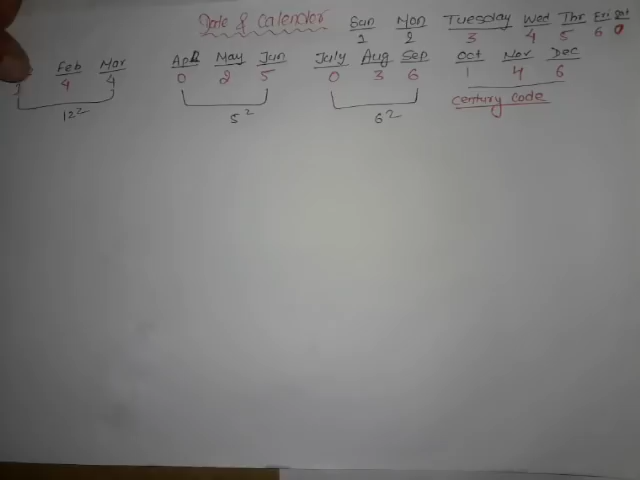 Date & Calendar Sun Mon Tuesday Wed Thr Fri
1 2 3 4 5 6 0
Feb Mar Apr May Jun July Aug Sep Oct Nov Dec
4 4 0 2 5 0 3 6 1 4 6
12² 5² 6² Century Code